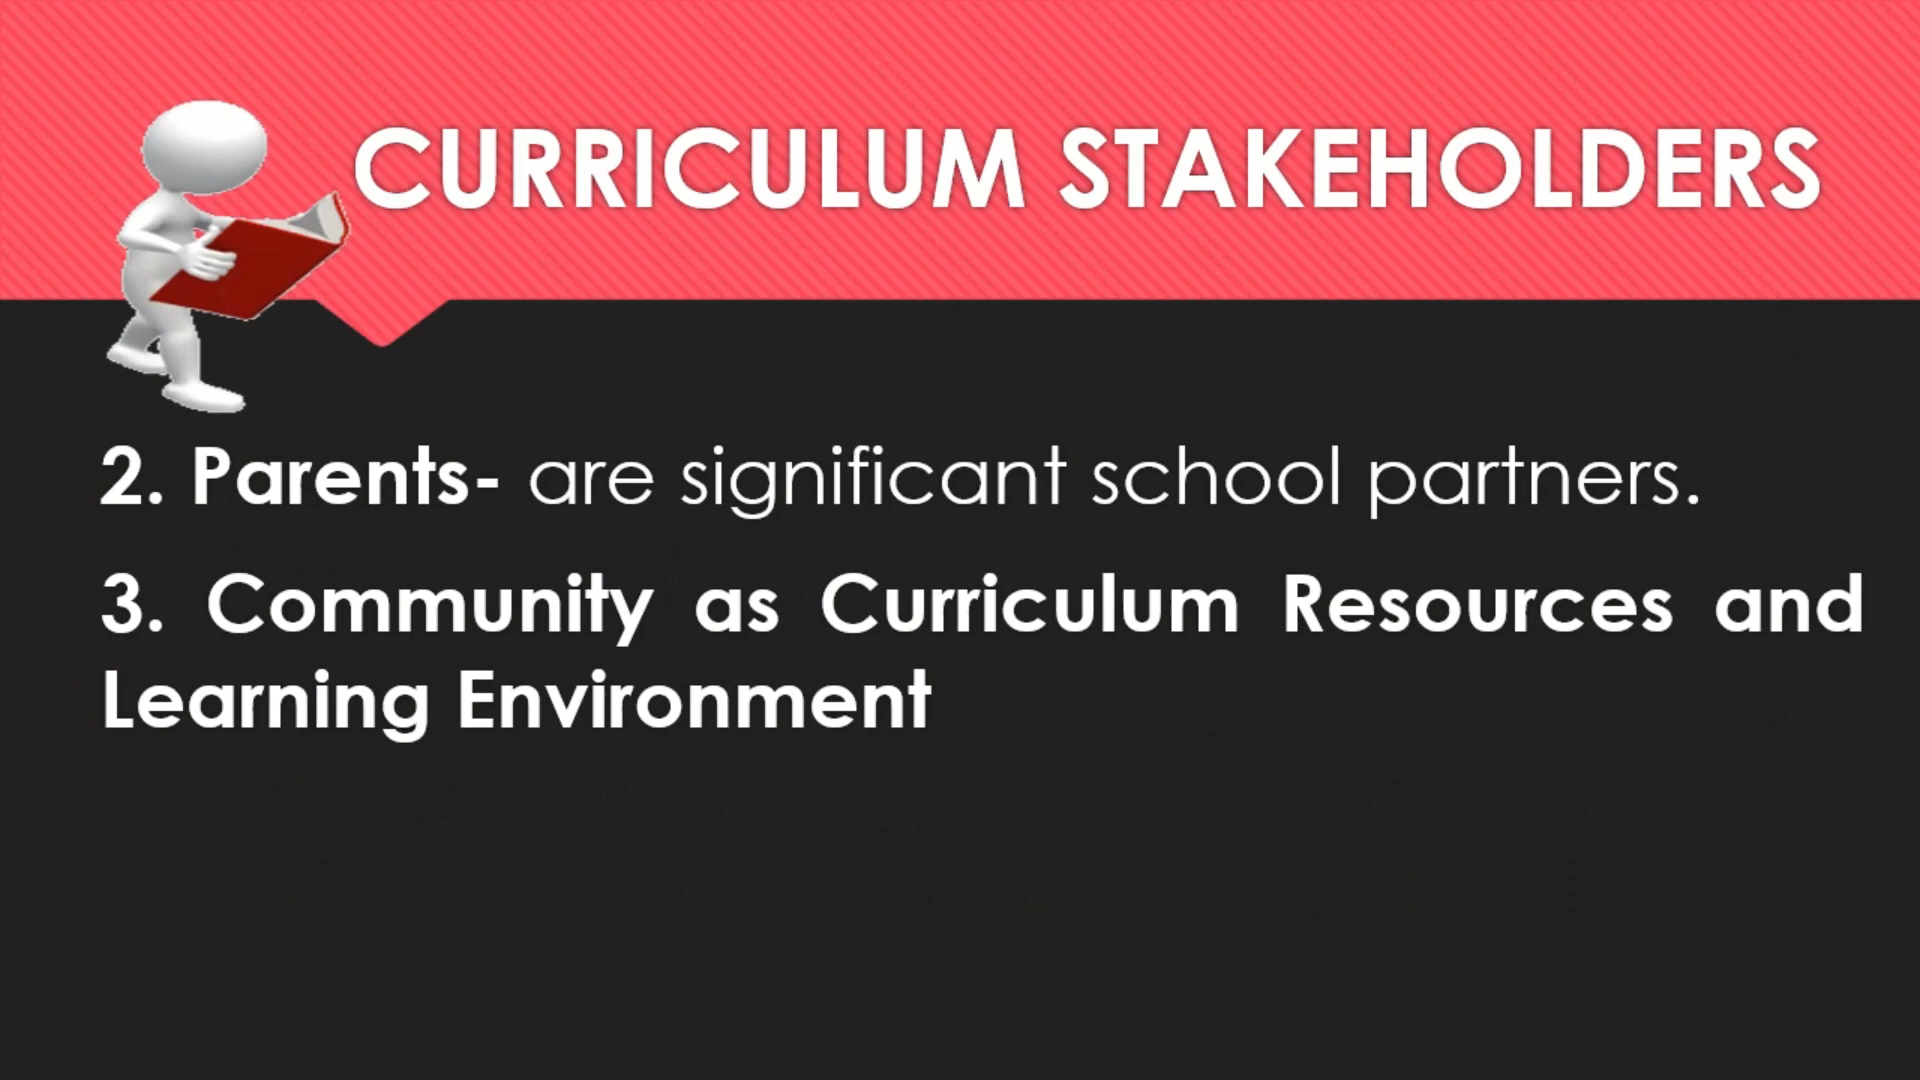 CURRICULUM STAKEHOLDERS
2. Parents- are significant school partners.
3. Community as Curriculum Resources and
Learning Environment